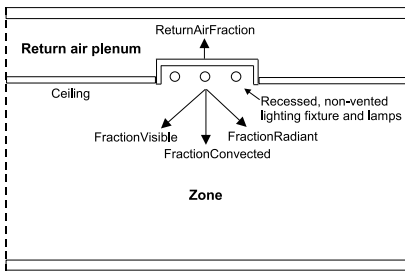 ReturnAirFraction
Return air plenum
Ceiling
Recessed, non-vented
lighting fixture and lamps
FractionVisible
FractionRadiant
FractionConvected
Zone